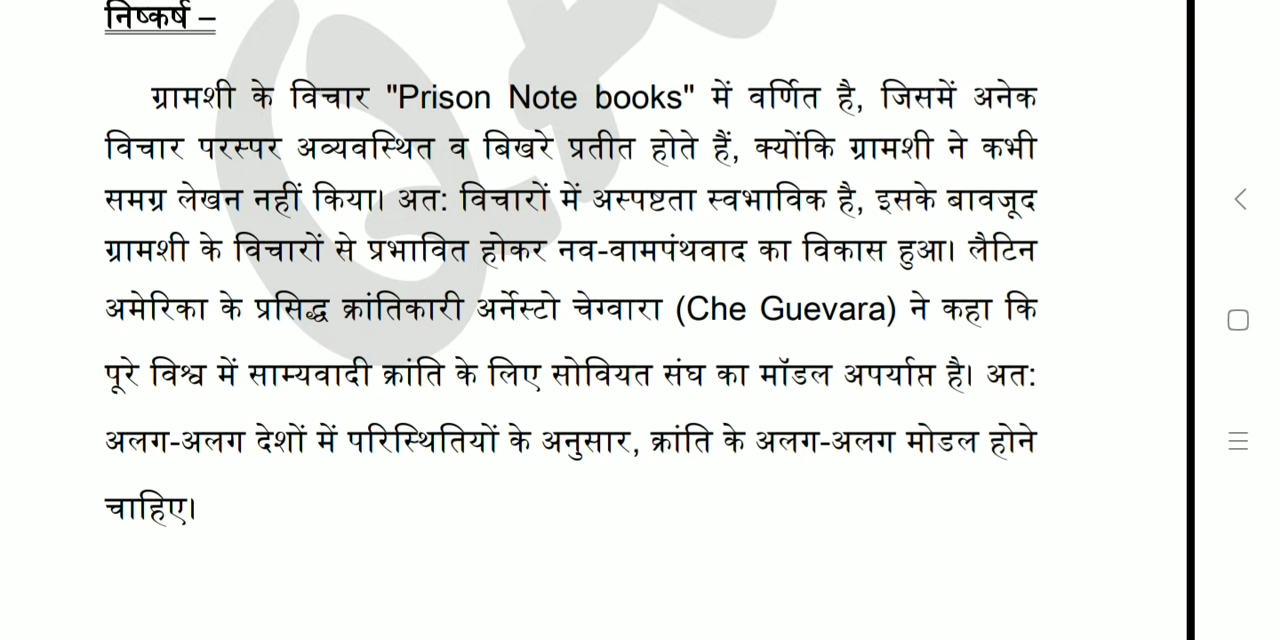 निष्कर्ष –
ग्रामशी के विचार "Prison Note books" में वर्णित है, जिसमें अनेक
विचार परस्पर अव्यवस्थित व बिखरे प्रतीत होते हैं, क्योंकि ग्रामशी ने कभी
समग्र लेखन नहीं किया। अत: विचारों में अस्पष्टता स्वभाविक है, इसके बावजूद
ग्रामशी के विचारों से प्रभावित होकर नव-वामपंथवाद का विकास हुआ। लैटिन
अमेरिका के प्रसिद्ध क्रांतिकारी अर्नेस्टो चेग्वारा (Che Guevara) ने कहा कि
पूरे विश्व में साम्यवादी क्रांति के लिए सोवियत संघ का मॉडल अपर्याप्त है। अत:
अलग-अलग देशों में परिस्थितियों के अनुसार, क्रांति के अलग-अलग मोडल होने
चाहिए।